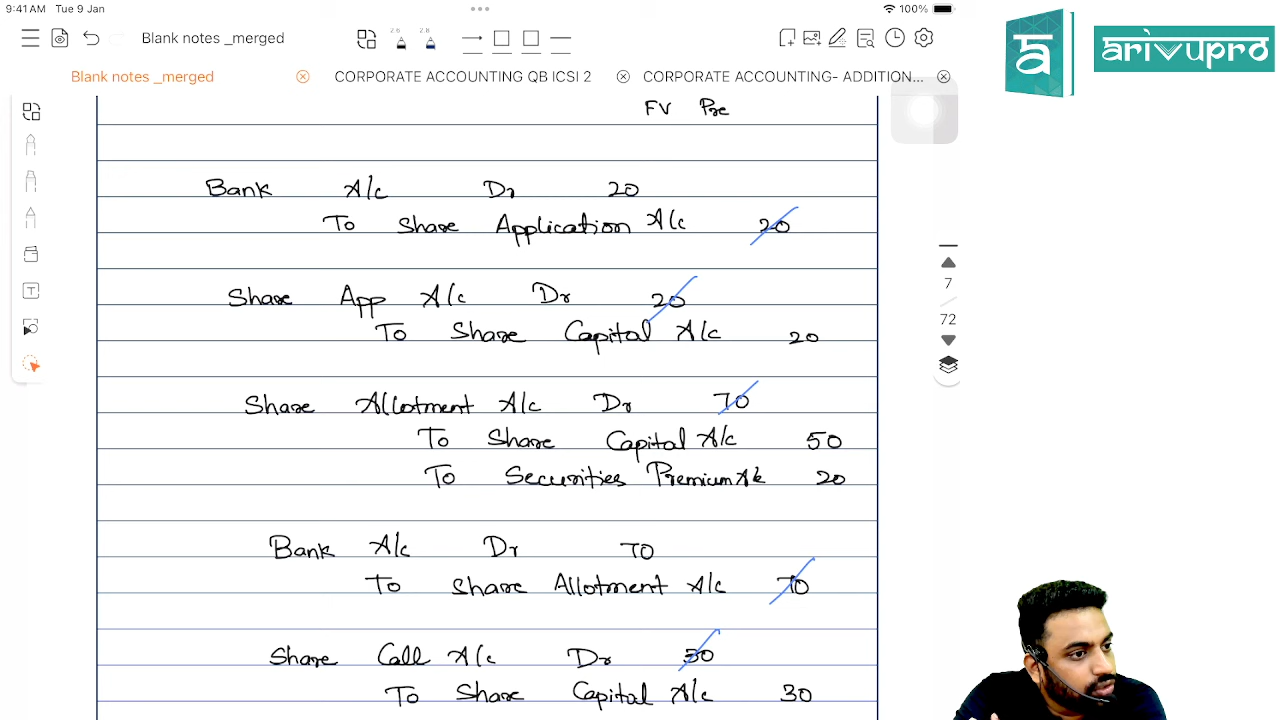 9:41 AM Tue 9 Jan
100%
Blank notes _merged
Blank notes _merged
CORPORATE ACCOUNTING QB ICSI 2
CORPORATE ACCOUNTING- ADDITION...
a
arivupro
FV Pre
Bank A/c Dr 20
To Share Application A/c 20
Share App A/c Dr 20
To Share Capital A/c 20
Share Allotment A/c Dr 70
To Share Capital A/c 50
To Securities Premium A/c 20
Bank A/c Dr 70
To Share Allotment A/c 70
Share Call A/c Dr 30
To Share Capital A/c 30
7
72